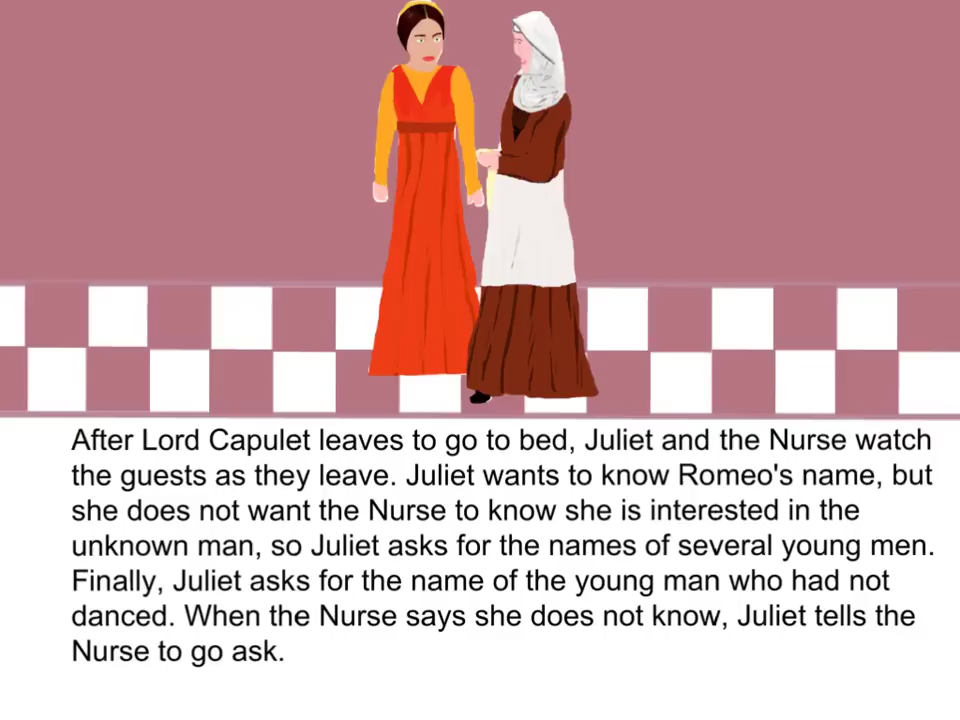 After Lord Capulet leaves to go to bed, Juliet and the Nurse watch
the guests as they leave. Juliet wants to know Romeo's name, but
she does not want the Nurse to know she is interested in the
unknown man, so Juliet asks for the names of several young men.
Finally, Juliet asks for the name of the young man who had not
danced. When the Nurse says she does not know, Juliet tells the
Nurse to go ask.